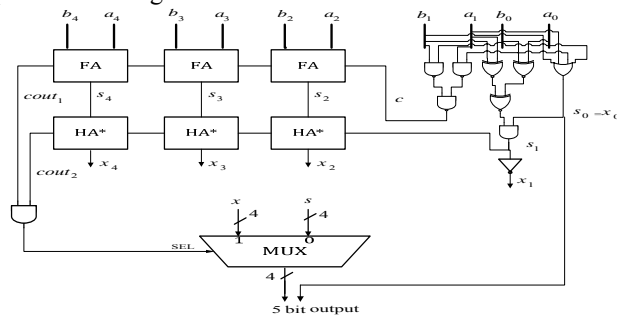 b4 a4 b3 a3 b2 a2 b1 a1 b0 a0
FA FA FA
cout1 s4 s3 s2 c
s0 = x0
HA* HA* HA*
s1
x4 x3 x2
x1
cout2
x s
4 4
1 0
SEL MUX
4
5 bit output